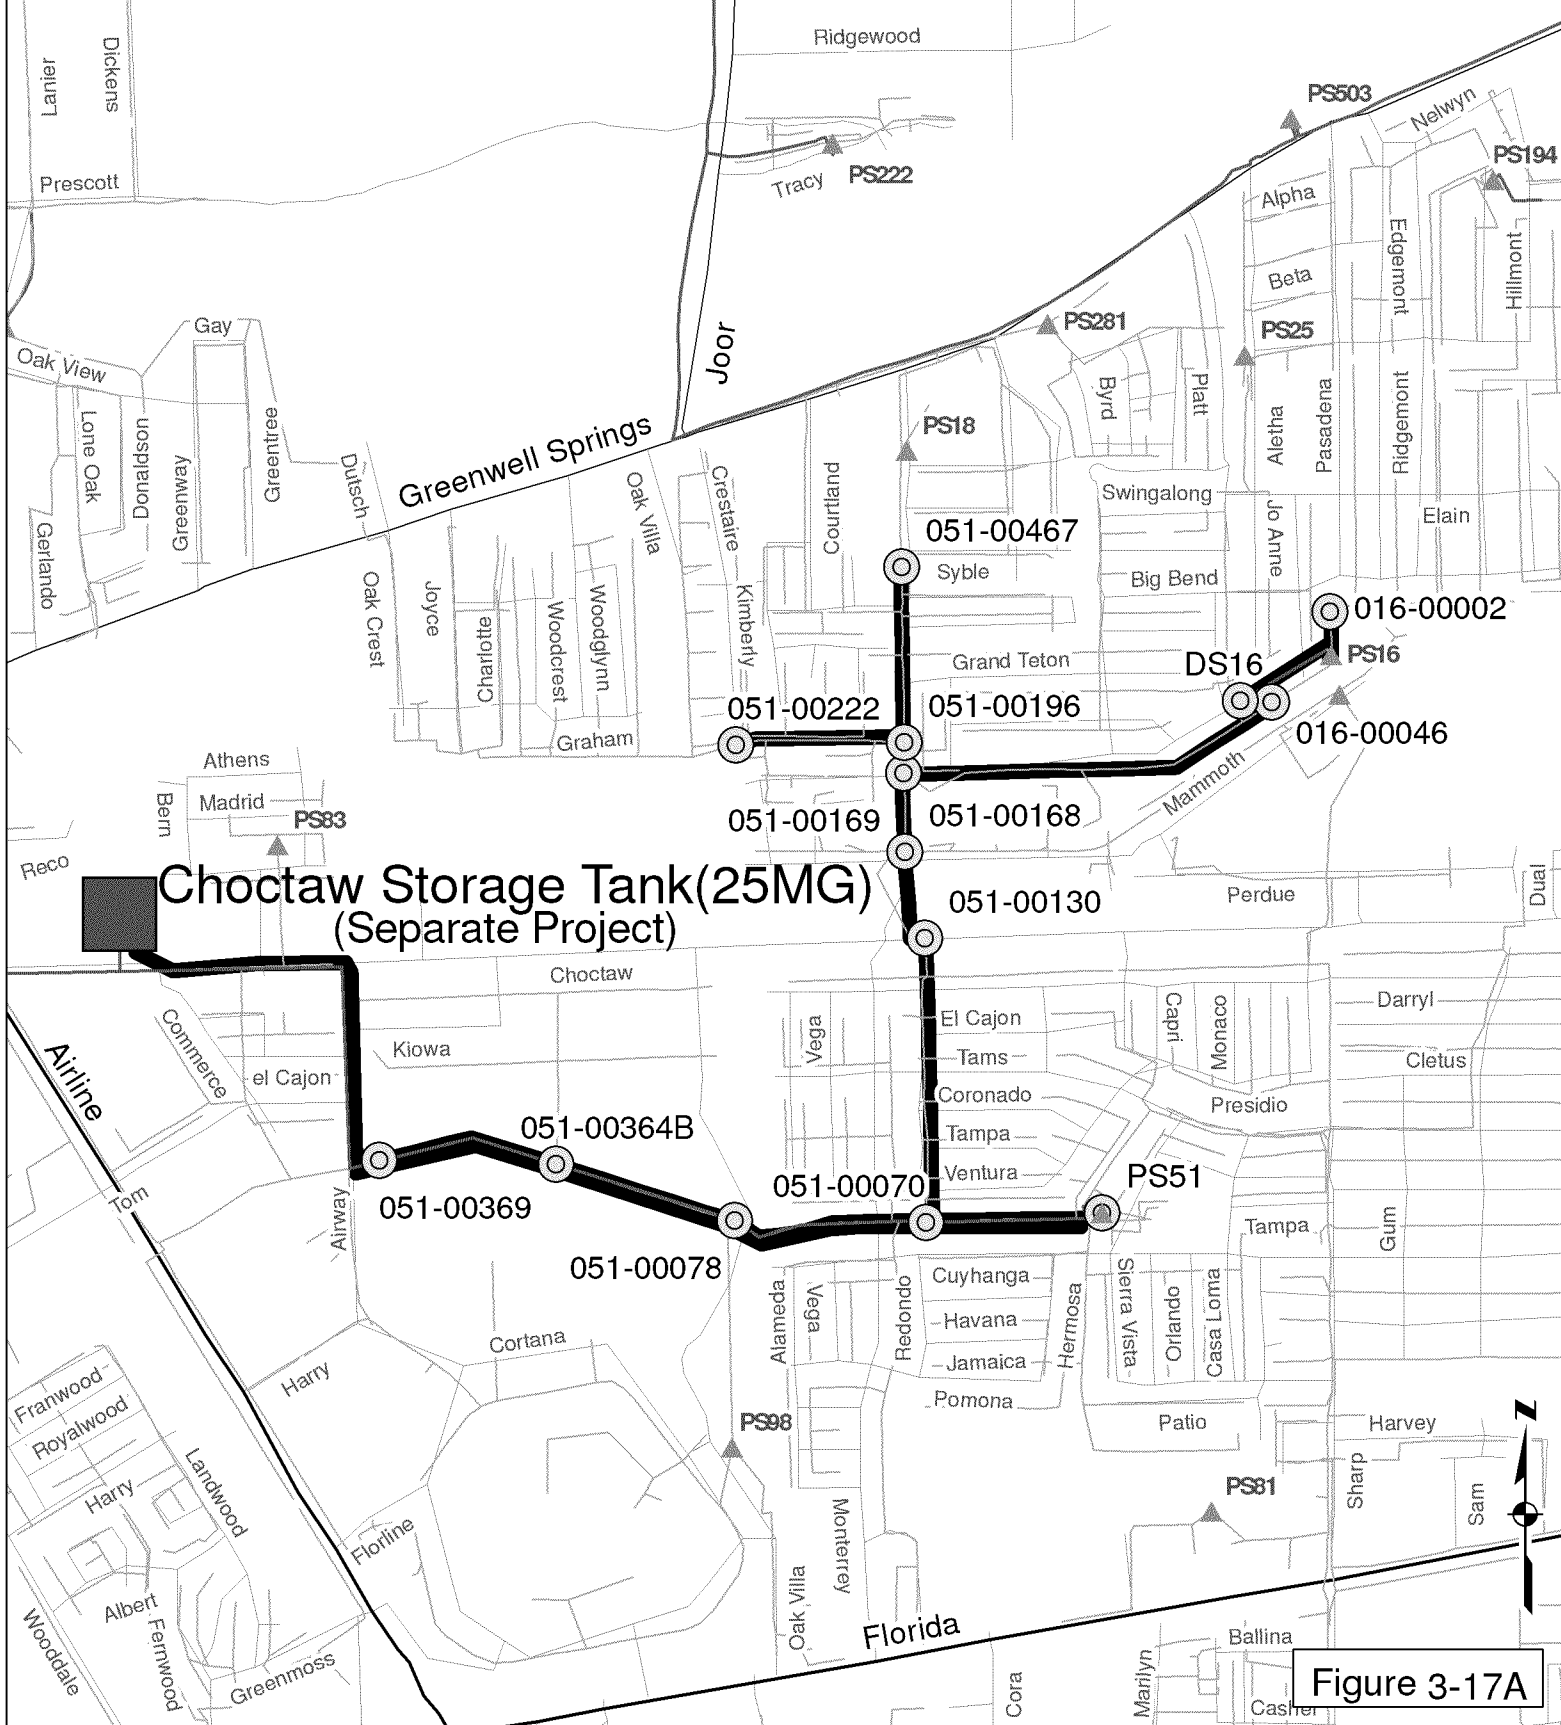 Ridgewood
Lanier
Dickens
PS503
Nelwyn
PS194
Prescott
Tracy
PS222
Alpha
Edgemont
Hillmont
Beta
Gay
Oak View
Joor
PS281
PS25
Lone Oak
Donaldson
Greenway
Greentree
Gerlando
Dutsch
Greenwell Springs
Oak Villa
Crestaire
Courtland
PS18
Byrd
Platt
Aletha
Pasadena
Ridgemont
Swingalong
Elain
Jo Anne
051-00467
Syble
Big Bend
Oak Crest
Joyce
Charlotte
Woodcrest
Woodglynn
Kimberly
016-00002
PS16
Grand Teton
DS16
051-00222
051-00196
016-00046
Graham
Mammoth
Athens
Madrid
Bern
PS83
051-00169
051-00168
Reco
Choctaw Storage Tank(25MG)
(Separate Project)
051-00130
Perdue
Dual
Choctaw
Commerce
Vega
El Cajon
Capri
Monaco
Darryl
Airline
Kiowa
Tams
Cletus
el Cajon
Coronado
Presidio
051-00364B
Tampa
Ventura
051-00070
PS51
Tom
Airway
051-00369
Tampa
Gum
051-00078
Alameda
Vega
Redondo
Cuyhanga
Havana
Jamaica
Pomona
Hermosa
Sierra Vista
Orlando
Casa Loma
Cortana
Harry
Franwood
Royalwood
PS98
Patio
Harvey
Z
Harry
Landwood
PS81
Sharp
Sam
Florline
Monterrey
Oak Villa
Albert
Fernwood
Wooddale
Greenmoss
Florida
Ballina
Marilyn
Cora
Figure 3-17A